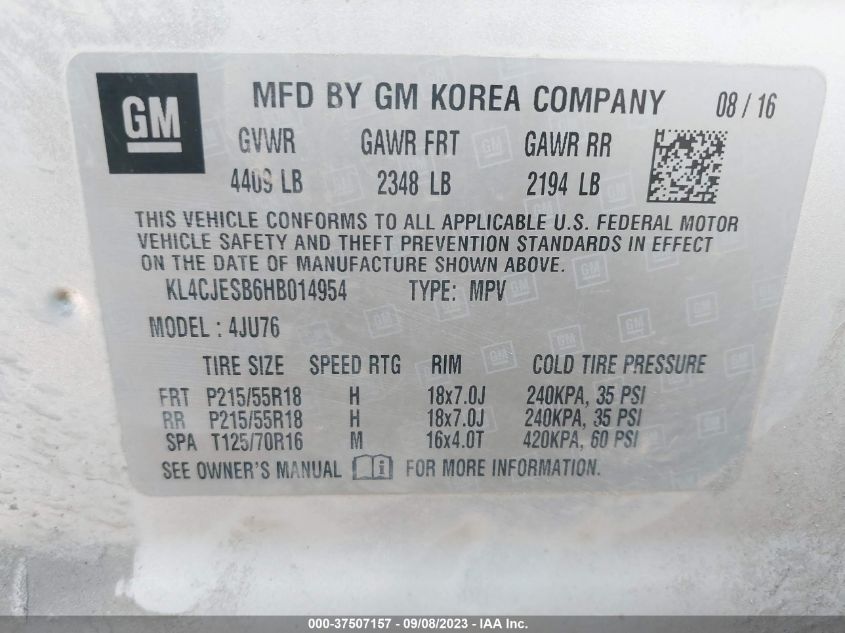 GM
MFD BY GM KOREA COMPANY 08 / 16
GVWR GAWR FRT GAWR RR
4409 LB 2348 LB 2194 LB
THIS VEHICLE CONFORMS TO ALL APPLICABLE U.S. FEDERAL MOTOR
VEHICLE SAFETY AND THEFT PREVENTION STANDARDS IN EFFECT
ON THE DATE OF MANUFACTURE SHOWN ABOVE.
KL4CJESB6HB014954 TYPE: MPV
MODEL : 4JU76
TIRE SIZE SPEED RTG RIM COLD TIRE PRESSURE
FRT P215/55R18 H 18x7.0J 240KPA, 35 PSI
RR P215/55R18 H 18x7.0J 240KPA, 35 PSI
SPA T125/70R16 M 16x4.0T 420KPA, 60 PSI
SEE OWNER'S MANUAL i FOR MORE INFORMATION.
000-37507157 - 09/08/2023 - IAA Inc.